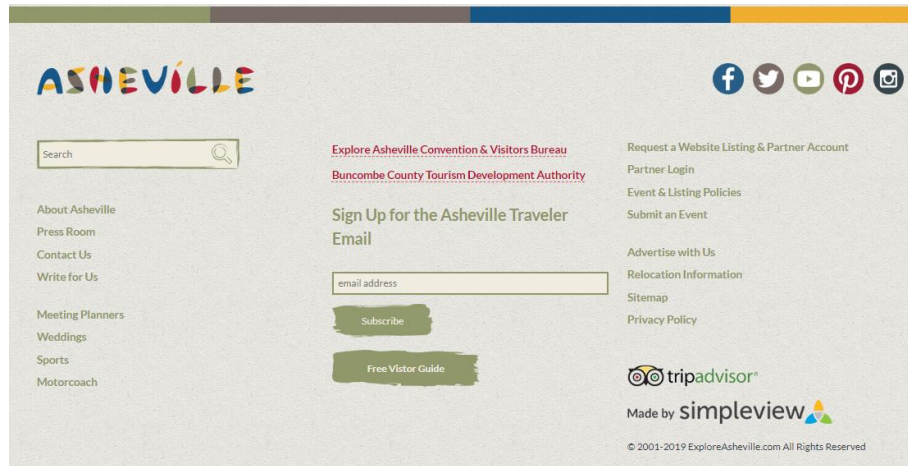 ASHEVÍLLE
Search
About Asheville
Press Room
Contact Us
Write for Us
Meeting Planners
Weddings
Sports
Motorcoach
Explore Asheville Convention & Visitors Bureau
Buncombe County Tourism Development Authority
Sign Up for the Asheville Traveler
Email
email address
Subscribe
Free Vistor Guide
Request a Website Listing & Partner Account
Partner Login
Event & Listing Policies
Submit an Event
Advertise with Us
Relocation Information
Sitemap
Privacy Policy
tripadvisor®
Made by simpleview
© 2001-2019 ExploreAsheville.com All Rights Reserved